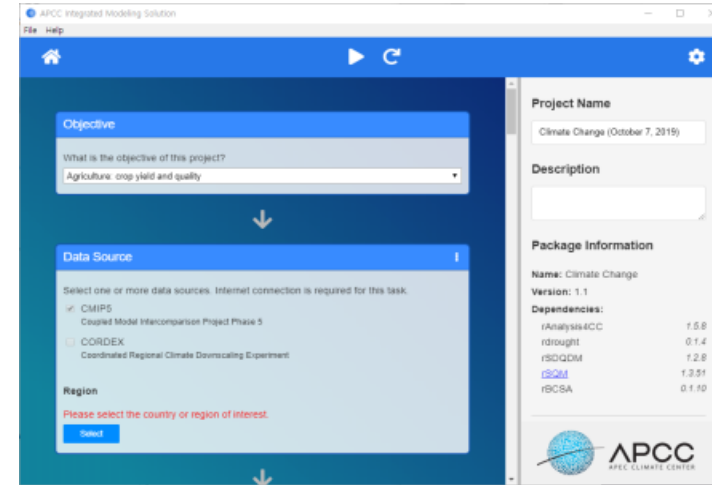 APCC Integrated Modeling Solution
File Help
Objective
What is the objective of this project?
Agriculture: crop yield and quality
Data Source
Select one or more data sources. Internet connection is required for this task.
CMIP5
Coupled Model Intercomparison Project Phase 5
CORDEX
Coordinated Regional Climate Downscaling Experiment
Region
Please select the country or region of interest.
Select
Project Name
Climate Change (October 7, 2019)
Description
Package Information
Name: Climate Change
Version: 1.1
Dependencies:
rAnalysis4CC 1.5.8
rdrought 0.1.4
rSDQDM 1.2.8
rSQM 1.3.51
rBCSA 0.1.10
APCC
APEC CLIMATE CENTER